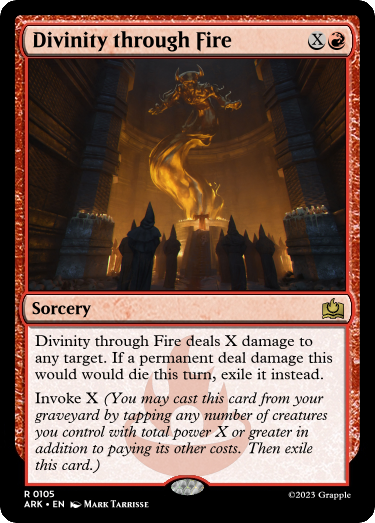 Divinity through Fire X R
Sorcery
Divinity through Fire deals X damage to
any target. If a permanent deal damage this
would would die this turn, exile it instead.
Invoke X (You may cast this card from your
graveyard by tapping any number of creatures
you control with total power X or greater in
addition to paying its other costs. Then exile
this card.)
R 0105
ARK • EN Mark Tarrisse
©2023 Grapple